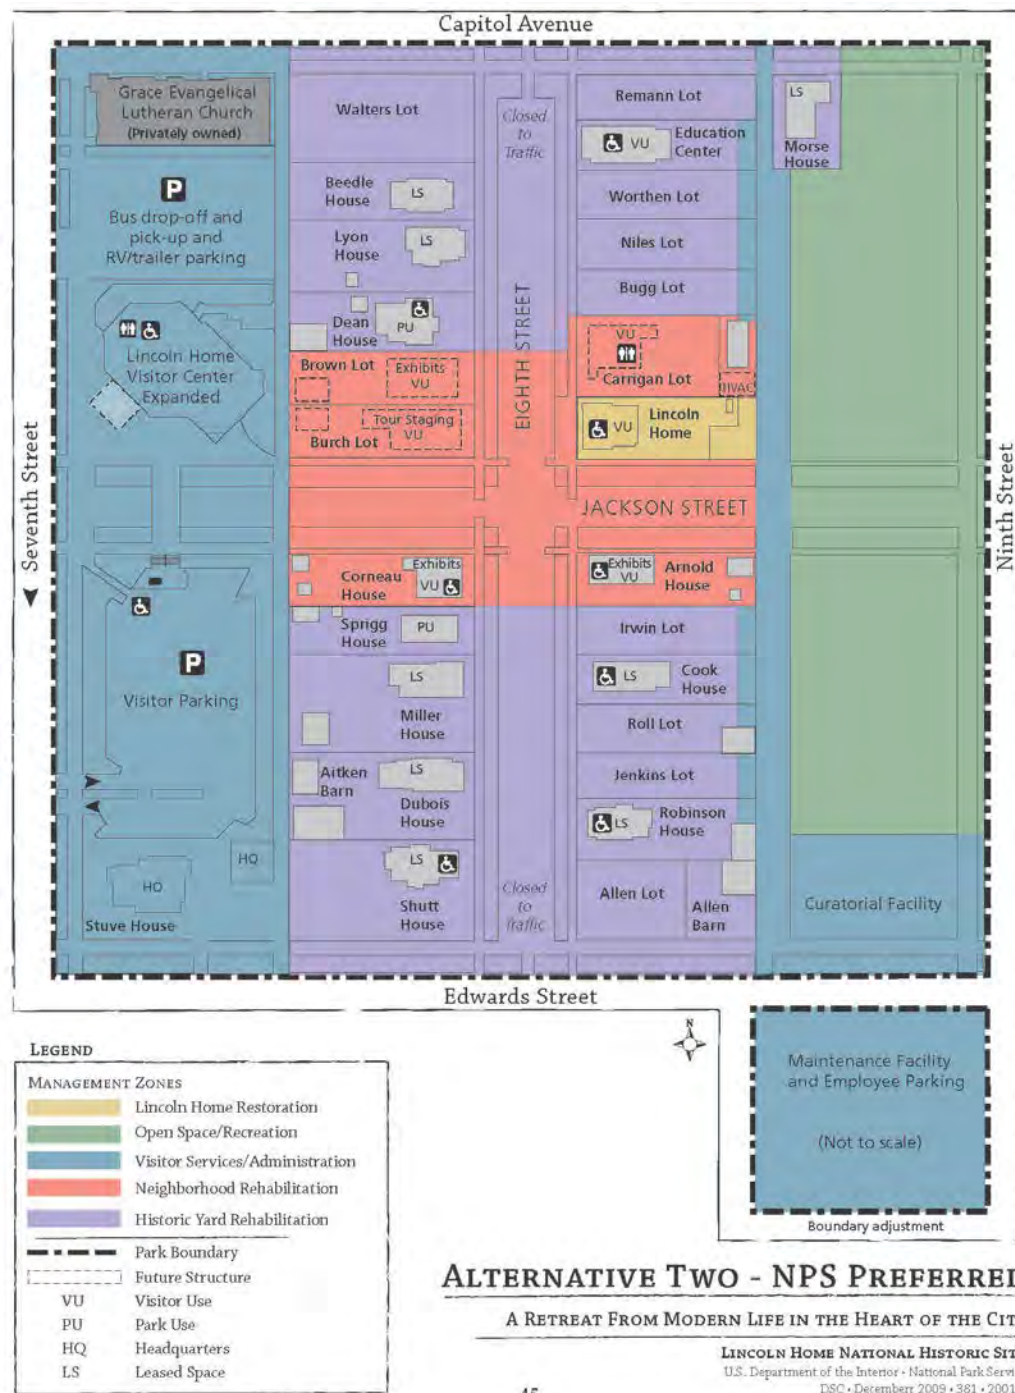 Capitol Avenue
Grace Evangelical
Lutheran Church
(Privately owned)
P
Bus drop-off and
pick-up and
RV/trailer parking
Lincoln Home
Visitor Center
Expanded
Seventh Street
P
Visitor Parking
HQ
HQ
Stuve House
Walters Lot
Beedle
House
LS
Lyon
House
LS
Dean
House
PU
Brown Lot
Exhibits
VU
Tour Staging
VU
Burch Lot
Closed
to
Traffic
EIGHTH STREET
Remann Lot
VU
Education
Center
Worthen Lot
Niles Lot
Bugg Lot
VU
Carrigan Lot
HVAC
VU
Lincoln
Home
LS
Morse
House
JACKSON STREET
Ninth Street
Corneau
House
Exhibits
VU
Exhibits
VU
Arnold
House
Sprigg
House
PU
LS
Miller
House
Aitken
Barn
LS
Dubois
House
LS
Shutt
House
Closed
to
Traffic
Irwin Lot
LS
Cook
House
Roll Lot
Jenkins Lot
LS
Robinson
House
Allen Lot
Allen
Barn
Curatorial Facility
Edwards Street
N
Maintenance Facility
and Employee Parking
(Not to scale)
Boundary adjustment
LEGEND
MANAGEMENT ZONES
Lincoln Home Restoration
Open Space/Recreation
Visitor Services/Administration
Neighborhood Rehabilitation
Historic Yard Rehabilitation
Park Boundary
Future Structure
VU Visitor Use
PU Park Use
HQ Headquarters
LS Leased Space
ALTERNATIVE TWO - NPS PREFERRED
A RETREAT FROM MODERN LIFE IN THE HEART OF THE CIT
LINCOLN HOME NATIONAL HISTORIC SIT
U.S. Department of the Interior • National Park Servi
DSC • Decemberr 2009 • 381 • 2001
45